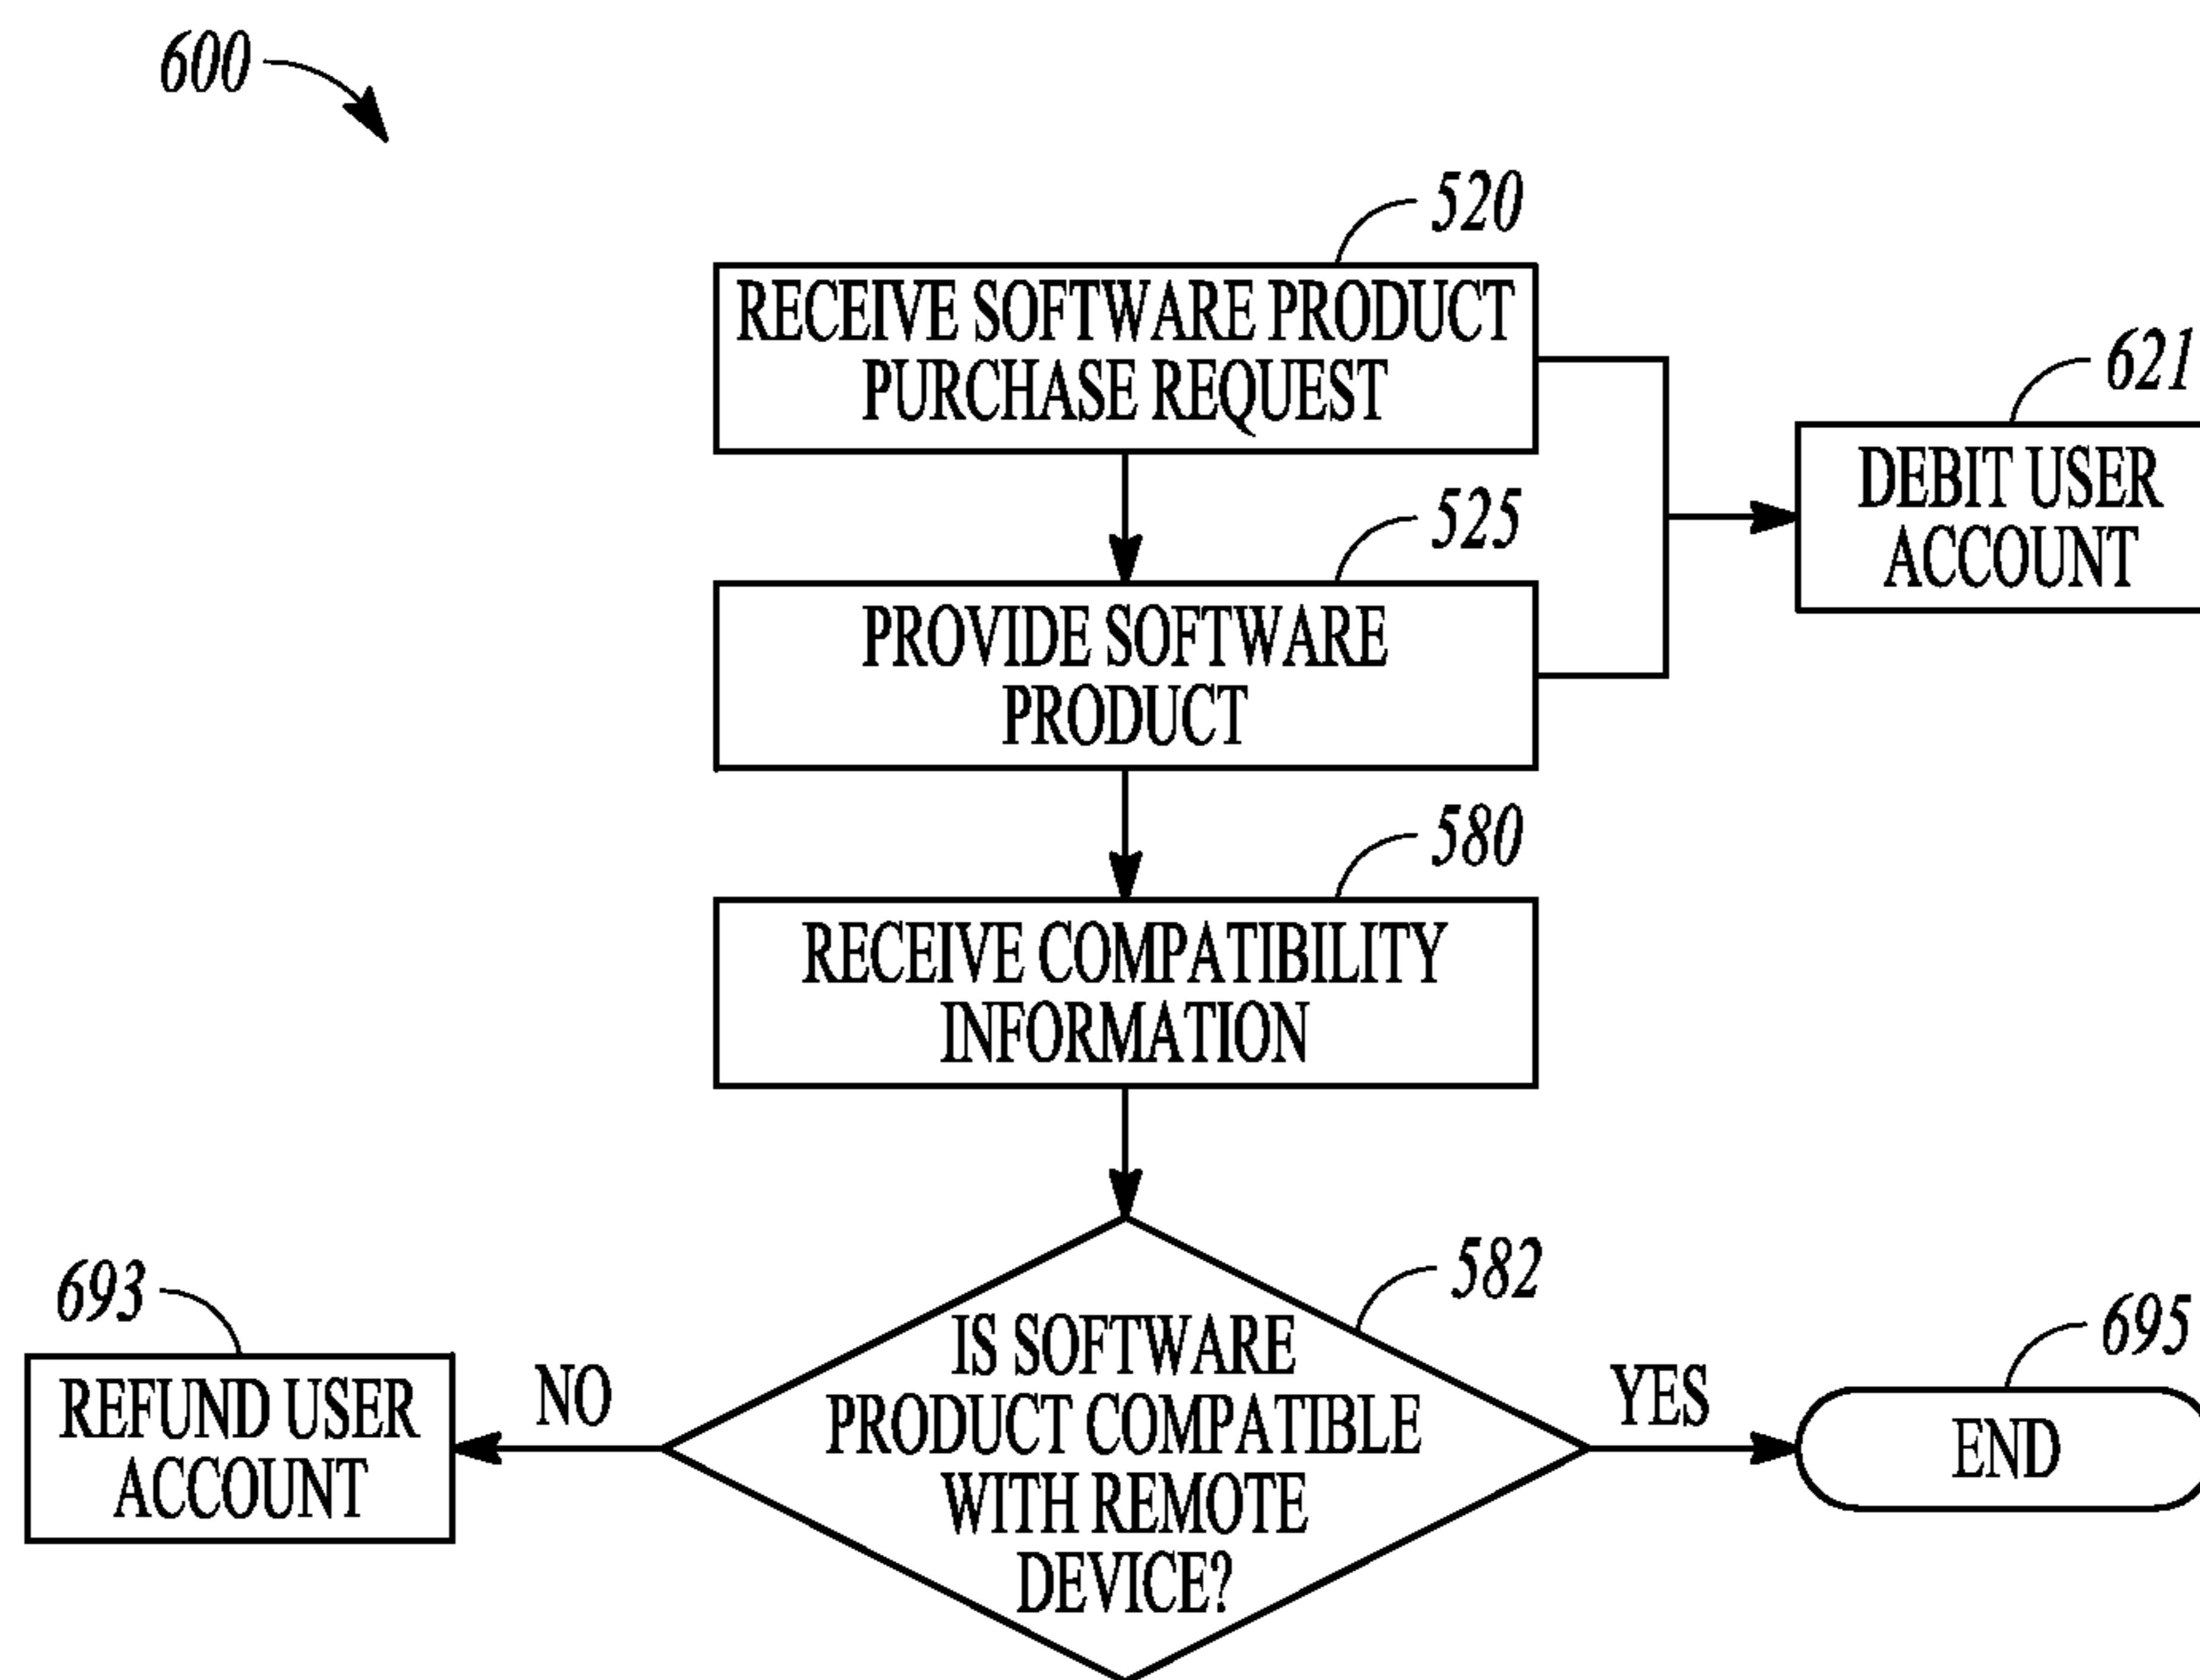 600
520
RECEIVE SOFTWARE PRODUCT
PURCHASE REQUEST
621
DEBIT USER
ACCOUNT
525
PROVIDE SOFTWARE
PRODUCT
580
RECEIVE COMPATIBILITY
INFORMATION
582
IS SOFTWARE
PRODUCT COMPATIBLE
WITH REMOTE
DEVICE?
693
REFUND USER
ACCOUNT
NO
YES
695
END